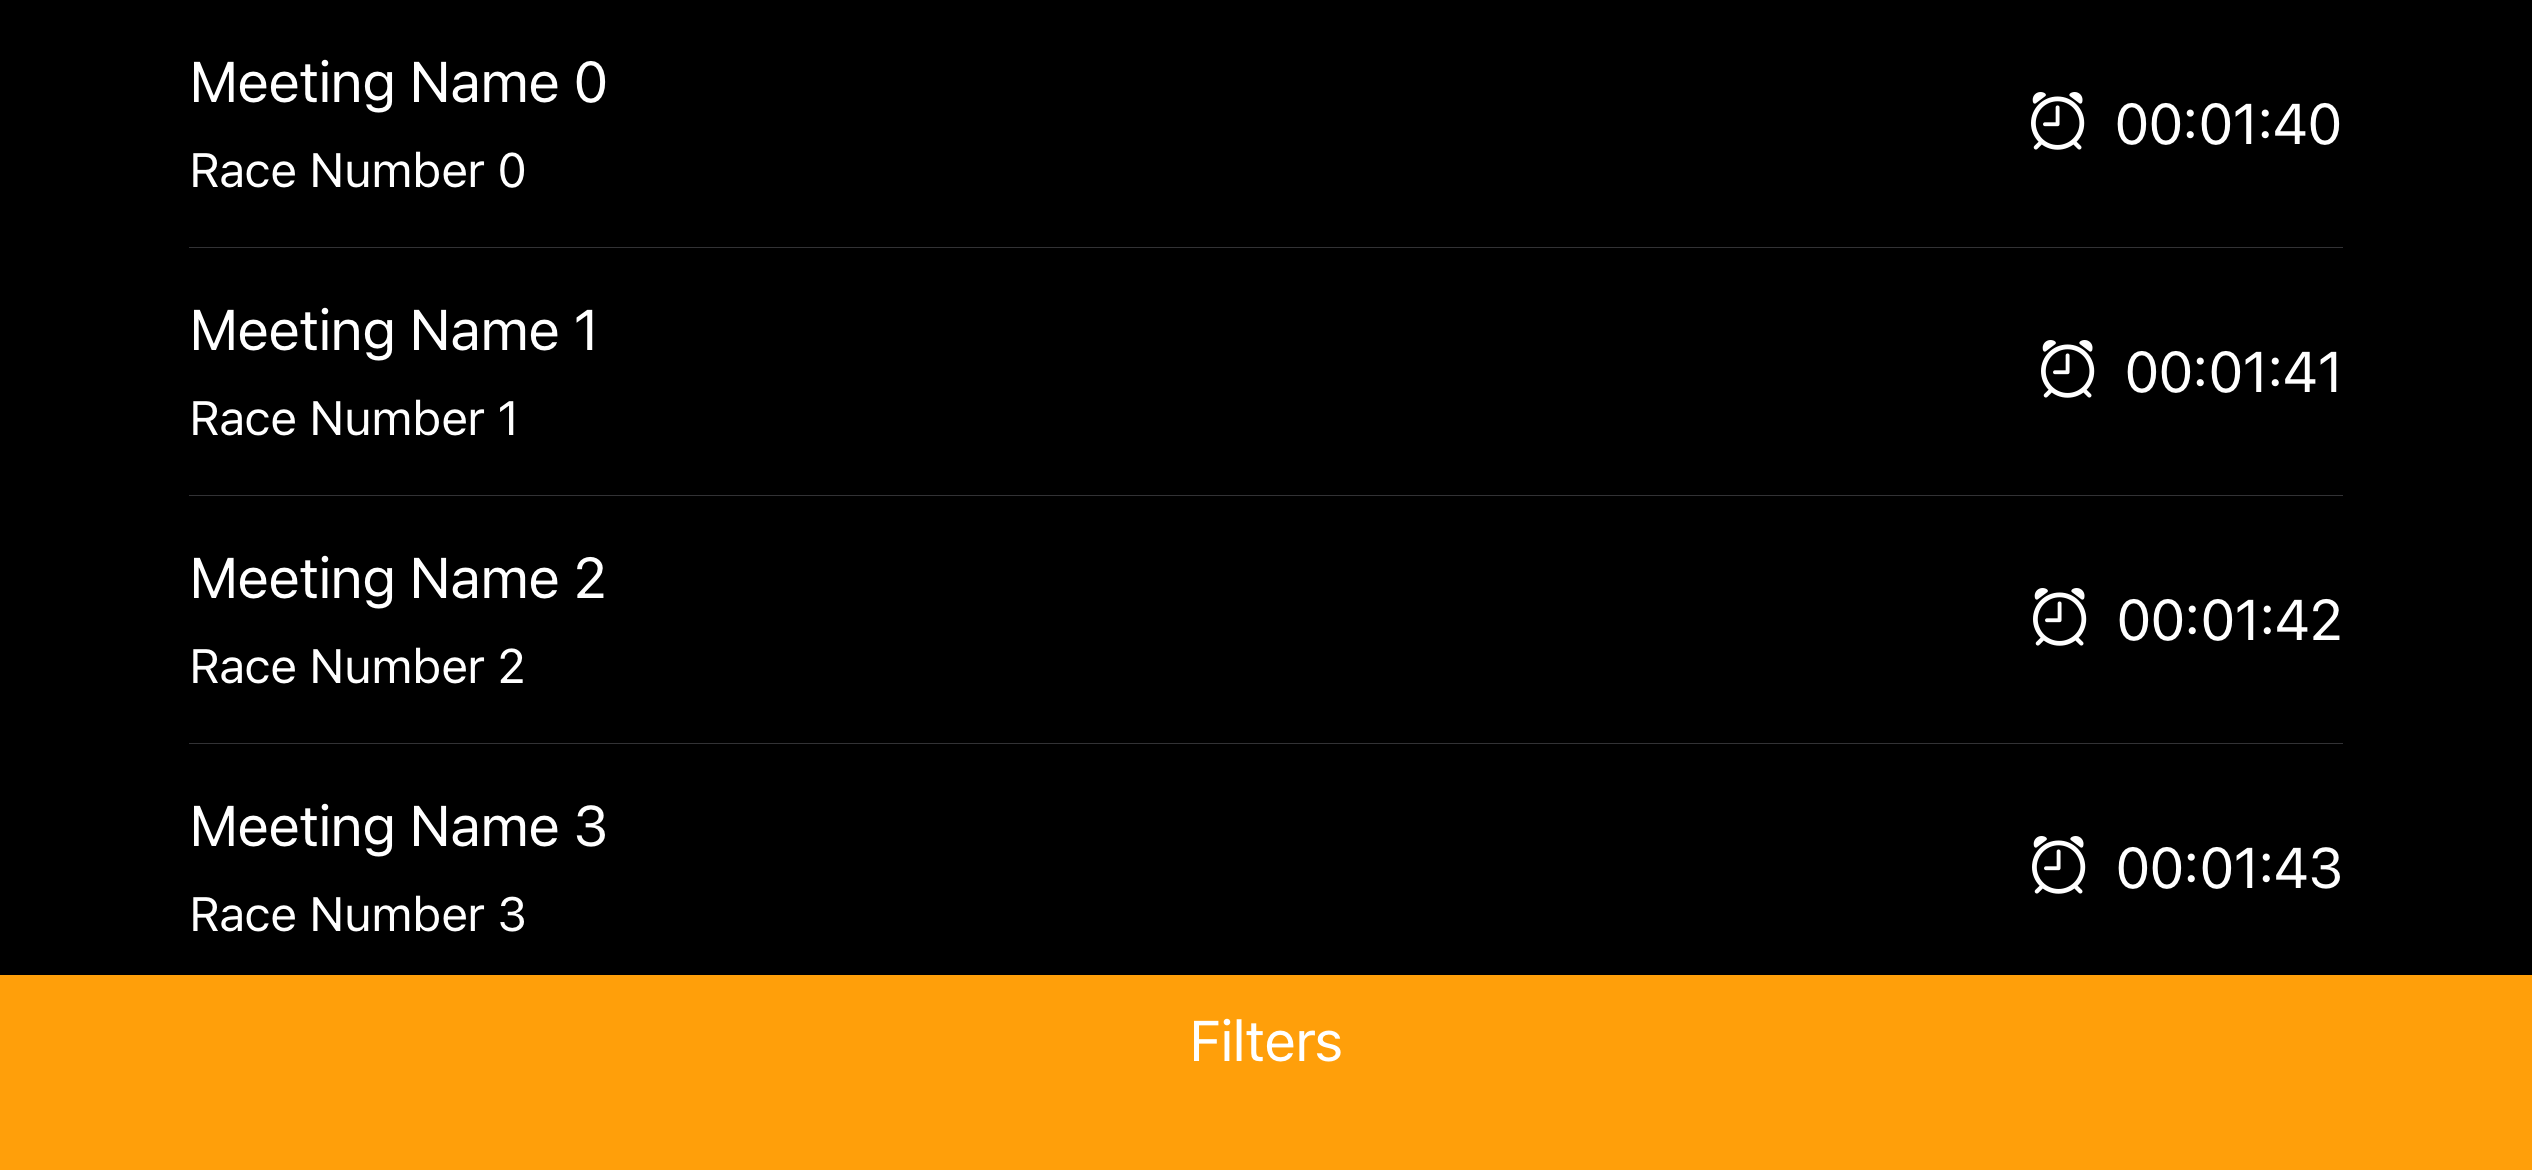 Meeting Name 0
00:01:40
Race Number 0
Meeting Name 1
00:01:41
Race Number 1
Meeting Name 2
00:01:42
Race Number 2
Meeting Name 3
00:01:43
Race Number 3
Filters